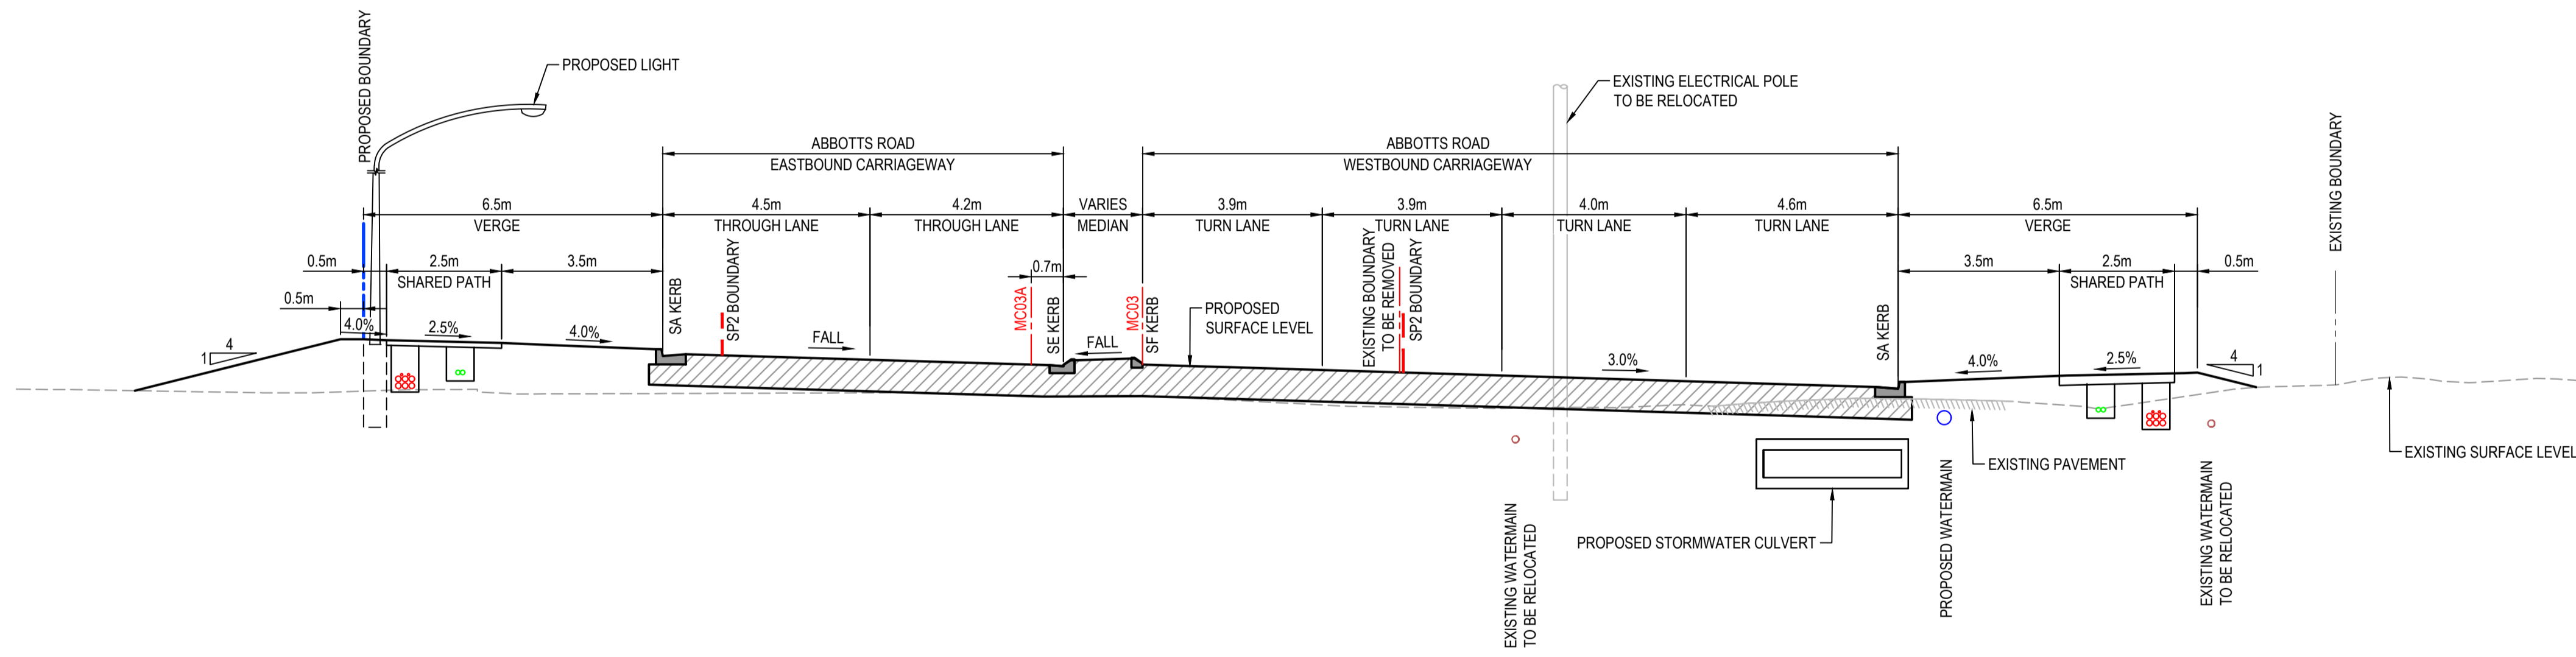 PROPOSED BOUNDARY
PROPOSED LIGHT
EXISTING ELECTRICAL POLE
TO BE RELOCATED
EXISTING BOUNDARY
ABBOTTS ROAD
EASTBOUND CARRIAGEWAY
ABBOTTS ROAD
WESTBOUND CARRIAGEWAY
6.5m
VERGE
4.5m
THROUGH LANE
4.2m
THROUGH LANE
VARIES
MEDIAN
3.9m
TURN LANE
3.9m
TURN LANE
4.0m
TURN LANE
4.6m
TURN LANE
6.5m
VERGE
0.5m
2.5m
SHARED PATH
3.5m
0.7m
3.5m
2.5m
SHARED PATH
0.5m
0.5m
SA KERB
SP2 BOUNDARY
MC03A
SE KERB
MC03
SF KERB
PROPOSED
SURFACE LEVEL
EXISTING BOUNDARY
TO BE REMOVED
SP2 BOUNDARY
SA KERB
4.0%
2.5%
4.0%
FALL
FALL
3.0%
4.0%
2.5%
4
1
4
1
EXISTING SURFACE LEVEL
EXISTING PAVEMENT
PROPOSED STORMWATER CULVERT
EXISTING WATERMAIN
TO BE RELOCATED
PROPOSED WATERMAIN
EXISTING WATERMAIN
TO BE RELOCATED